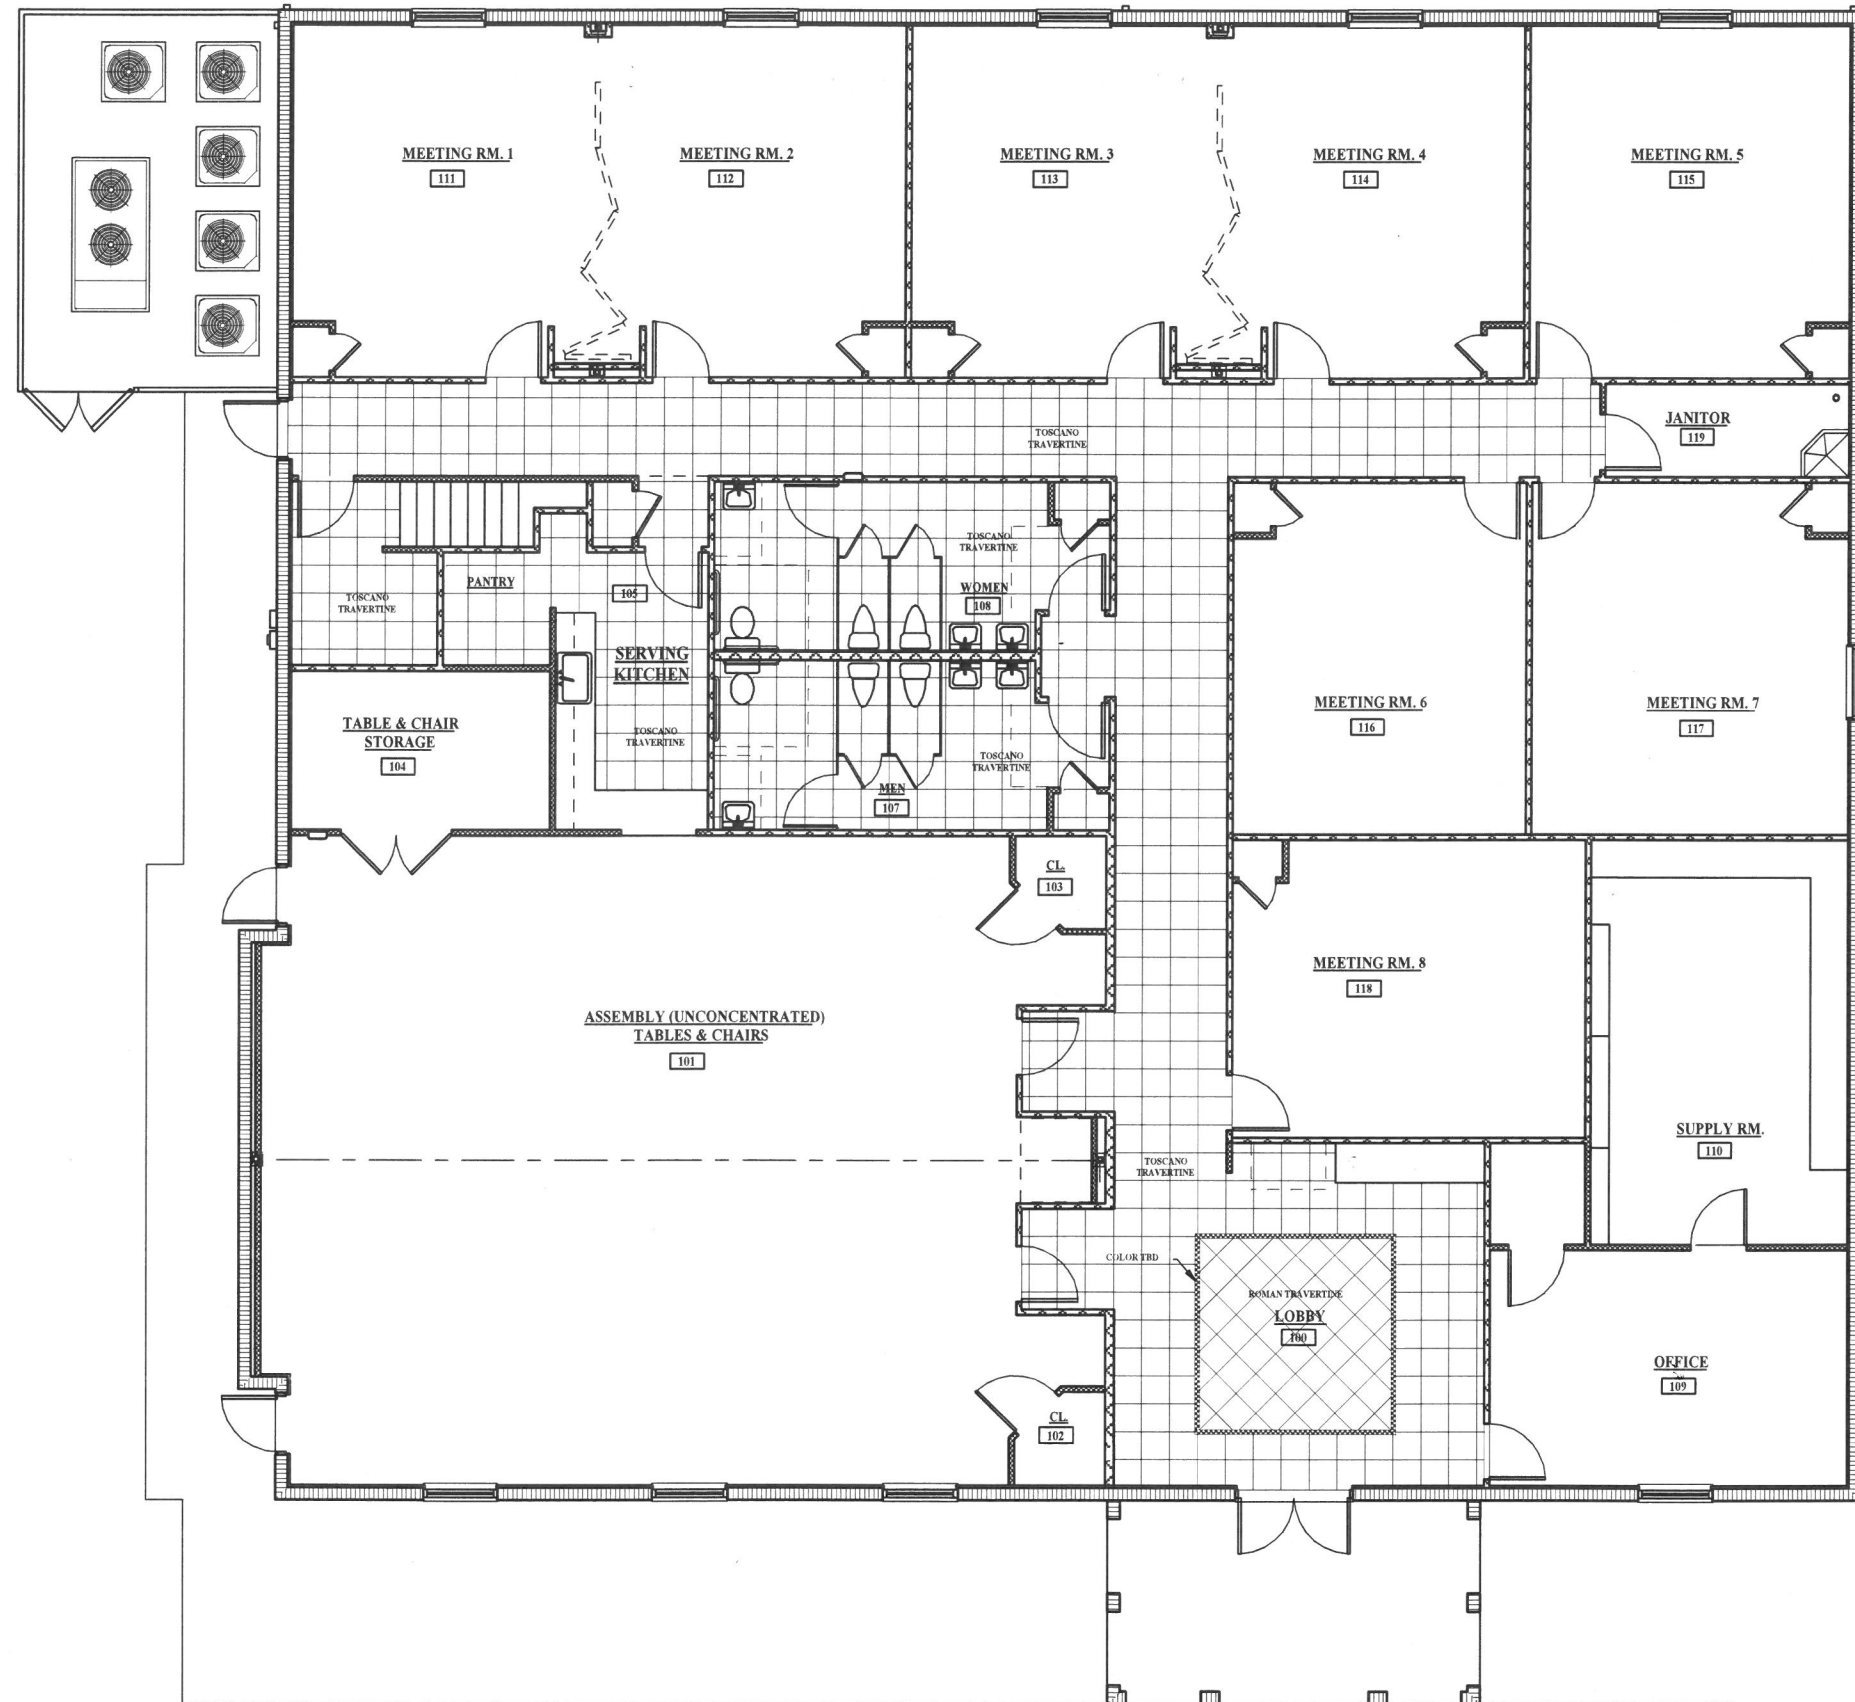 MEETING RM. 1
111
MEETING RM. 2
112
MEETING RM. 3
113
MEETING RM. 4
114
MEETING RM. 5
115
TOSCANO
TRAVERTINE
JANITOR
119
TOSCANO
TRAVERTINE
PANTRY
105
SERVING
KITCHEN
TOSCANO
TRAVERTINE
TOSCANO
TRAVERTINE
WOMEN
108
TOSCANO
TRAVERTINE
MEN
107
TABLE & CHAIR
STORAGE
104
MEETING RM. 6
116
MEETING RM. 7
117
CL.
103
MEETING RM. 8
118
ASSEMBLY (UNCONCENTRATED)
TABLES & CHAIRS
101
SUPPLY RM.
110
TOSCANO
TRAVERTINE
COLOR TBD
ROMAN TRAVERTINE
LOBBY
100
OFFICE
109
CL.
102